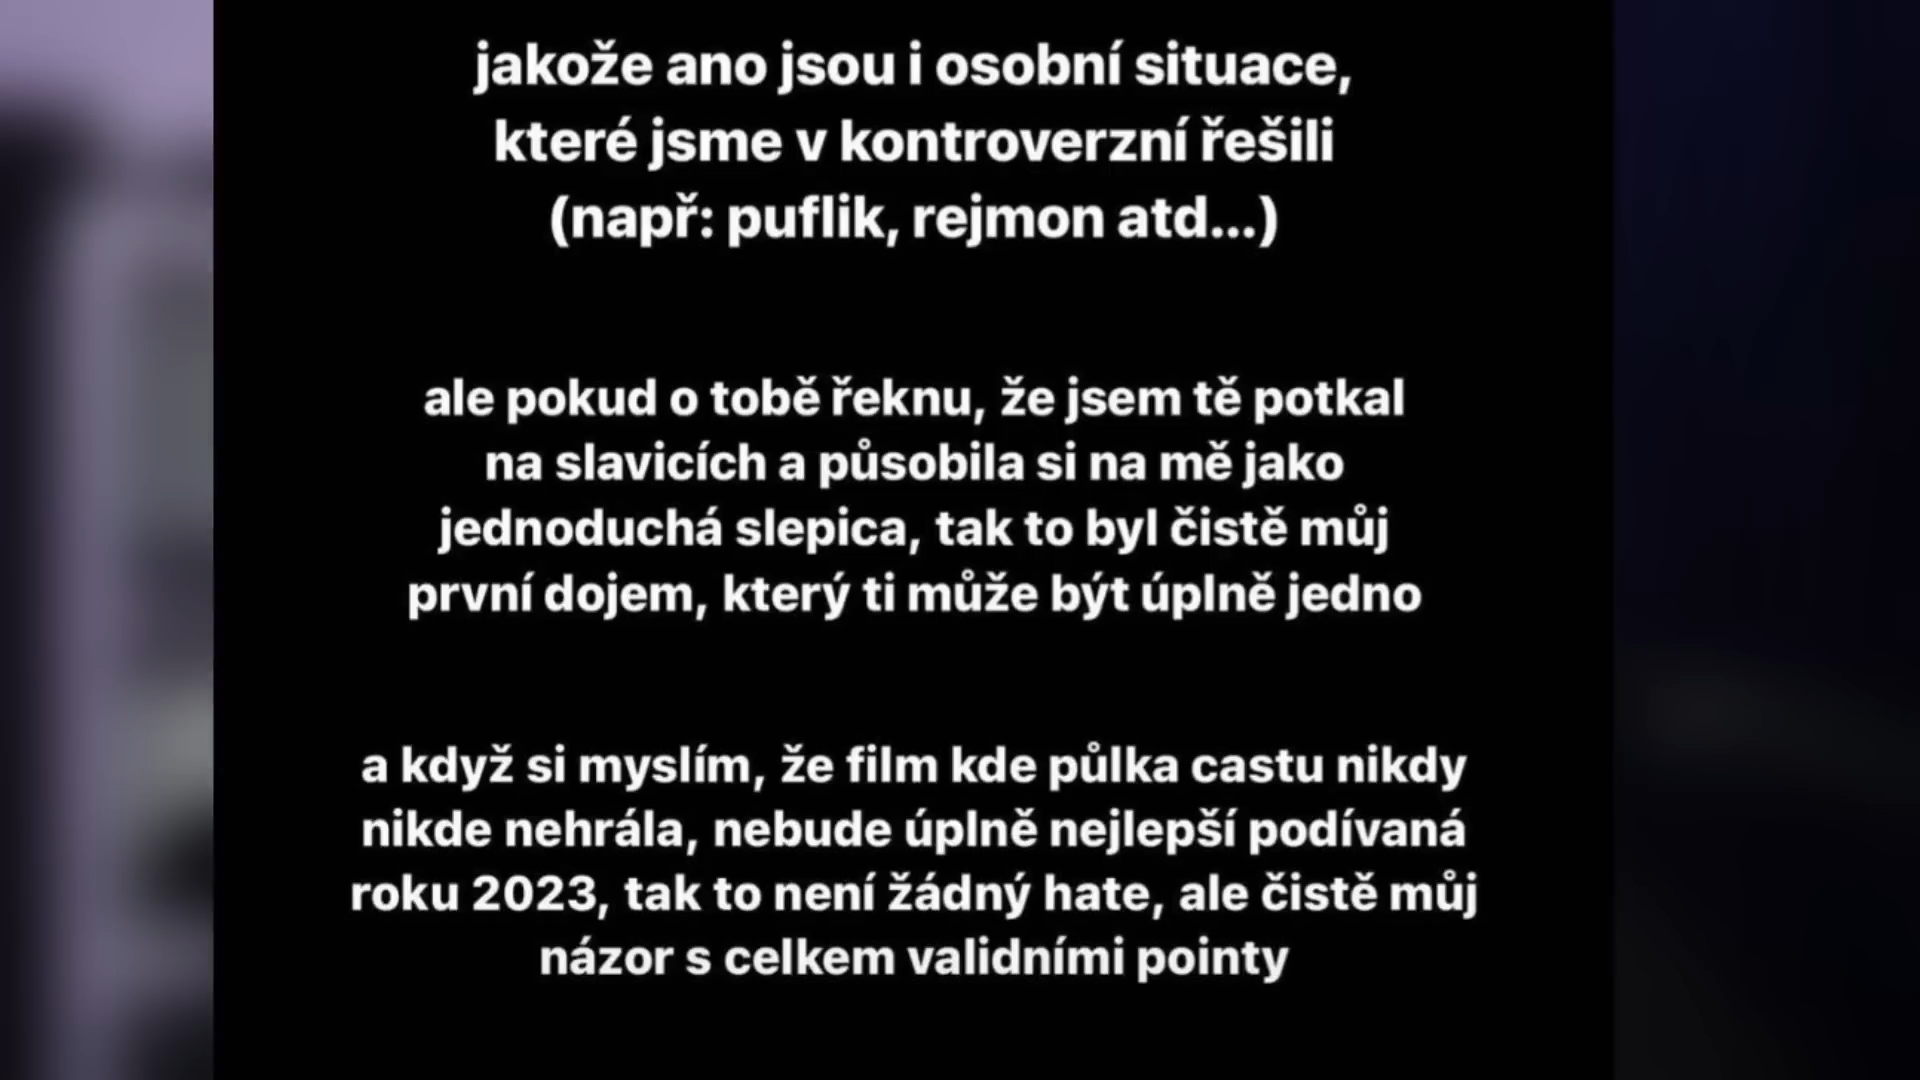 jakože ano jsou i osobní situace,
které jsme v kontroverzní řešili
(např: puflik, rejmon atd...)
ale pokud o tobě řeknu, že jsem tě potkal
na slavicích a působila si na mě jako
jednoduchá slepica, tak to byl čistě můj
první dojem, který ti může být úplně jedno
a když si myslím, že film kde půlka castu nikdy
nikde nehrála, nebude úplně nejlepší podívaná
roku 2023, tak to není žádný hate, ale čistě můj
názor s celkem validními pointy